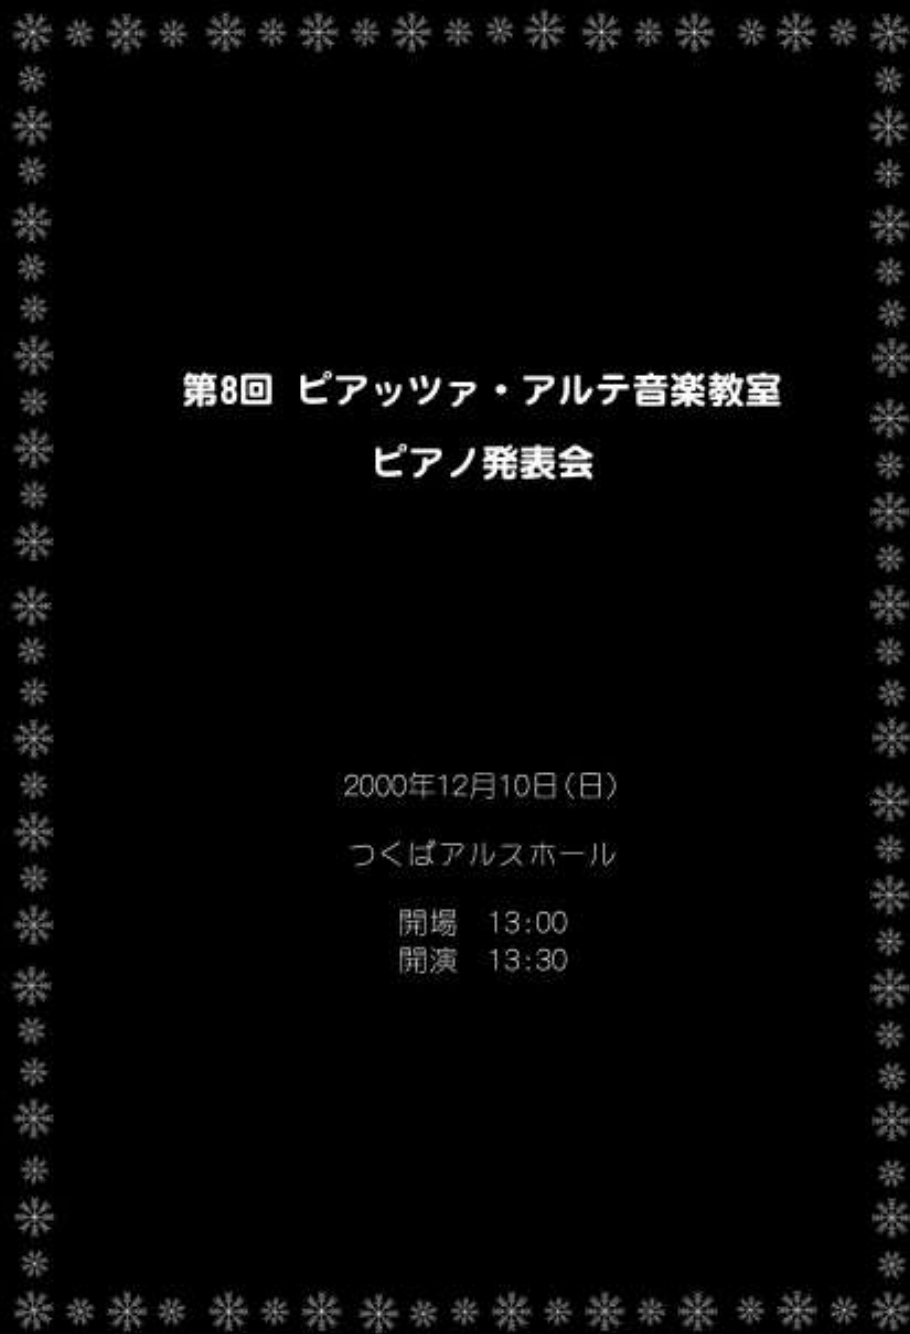 第8回 ピアッツァ・アルテ音楽教室
ピアノ発表会
2000年12月10日(日)
つくばアルスホール
開場 13:00
開演 13:30